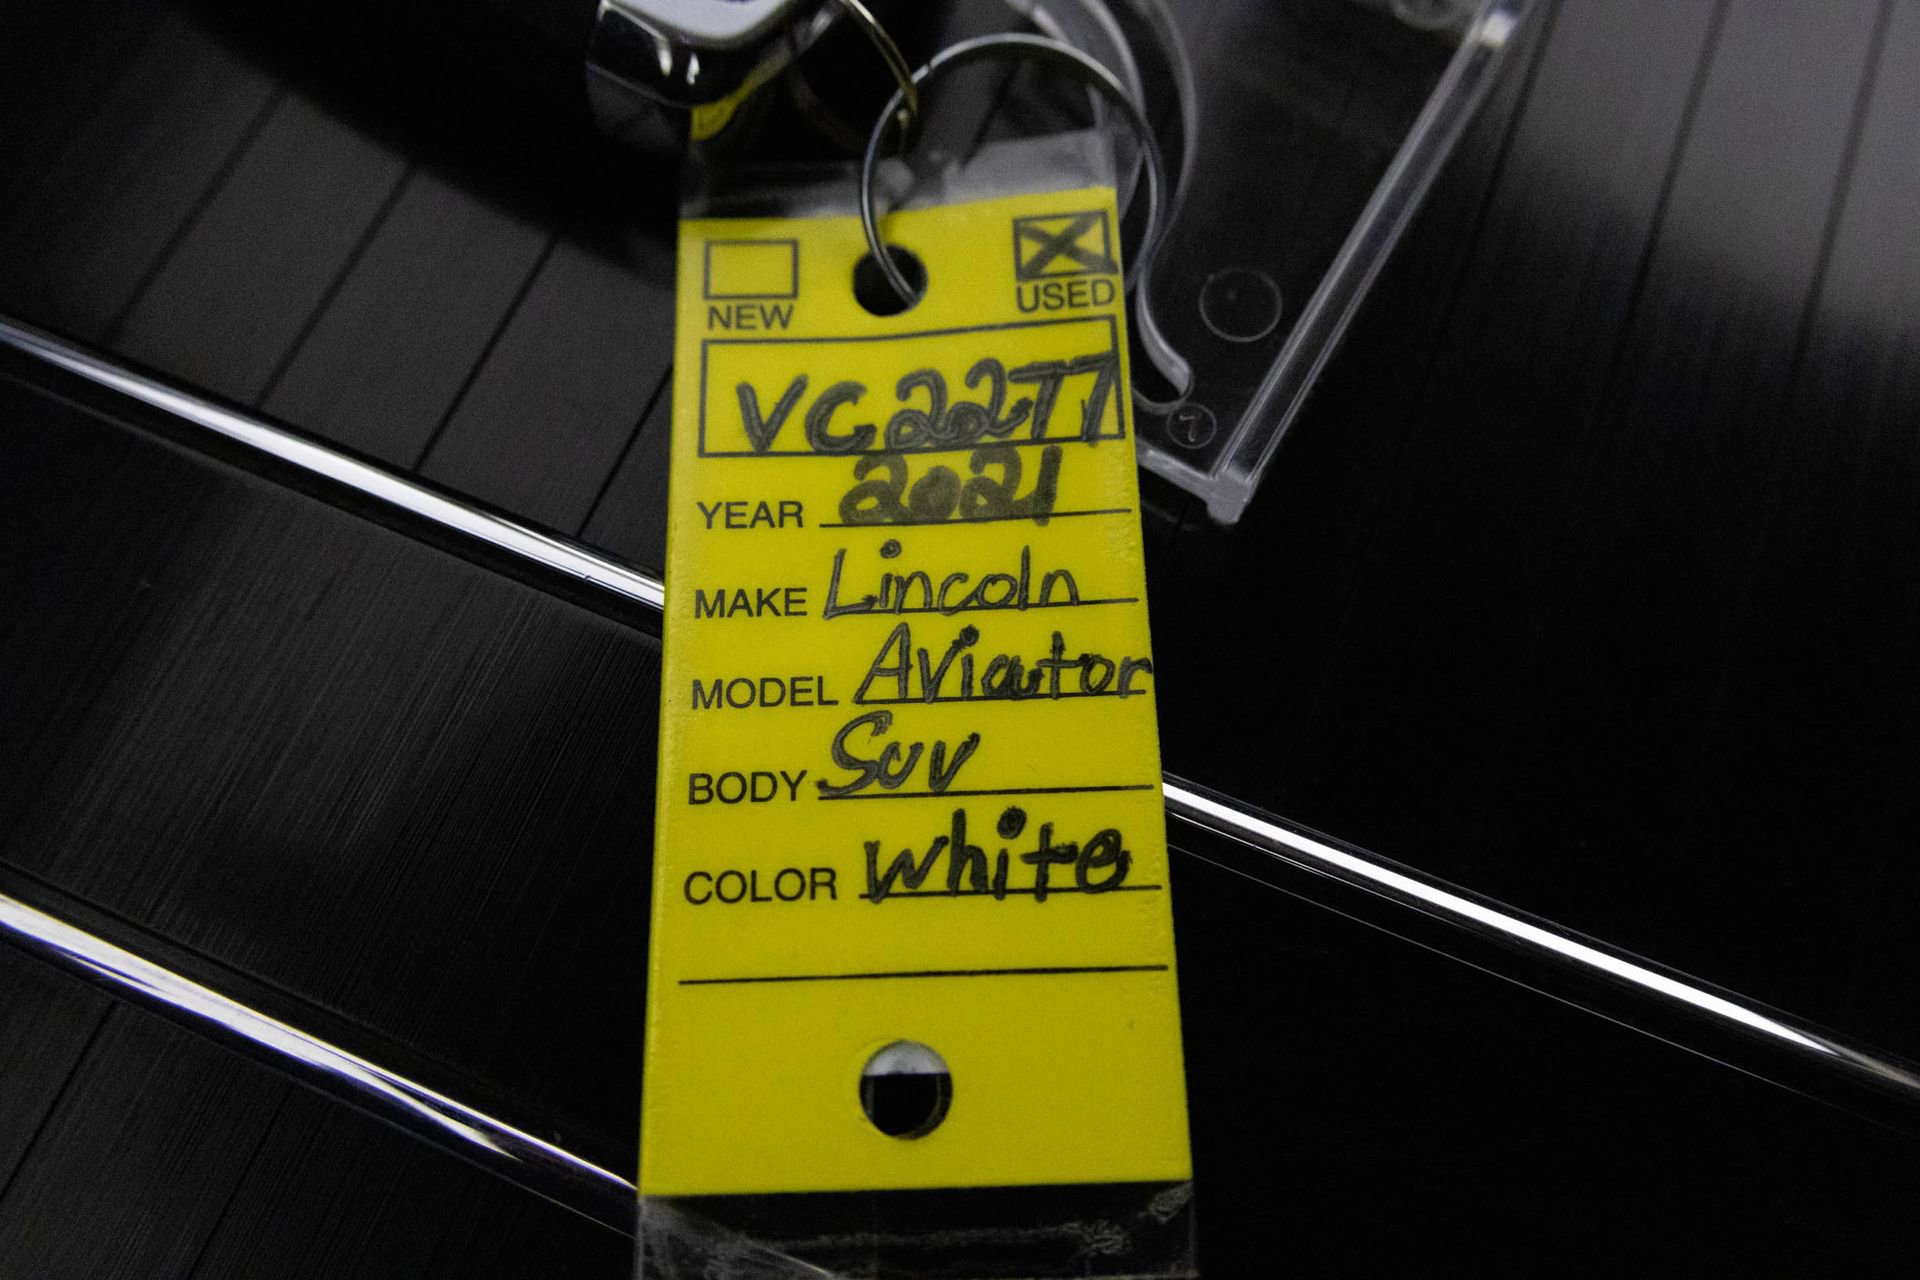 NEW USED
VC22T7
YEAR 2021
MAKE Lincoln
MODEL Aviator
BODY SUV
COLOR white